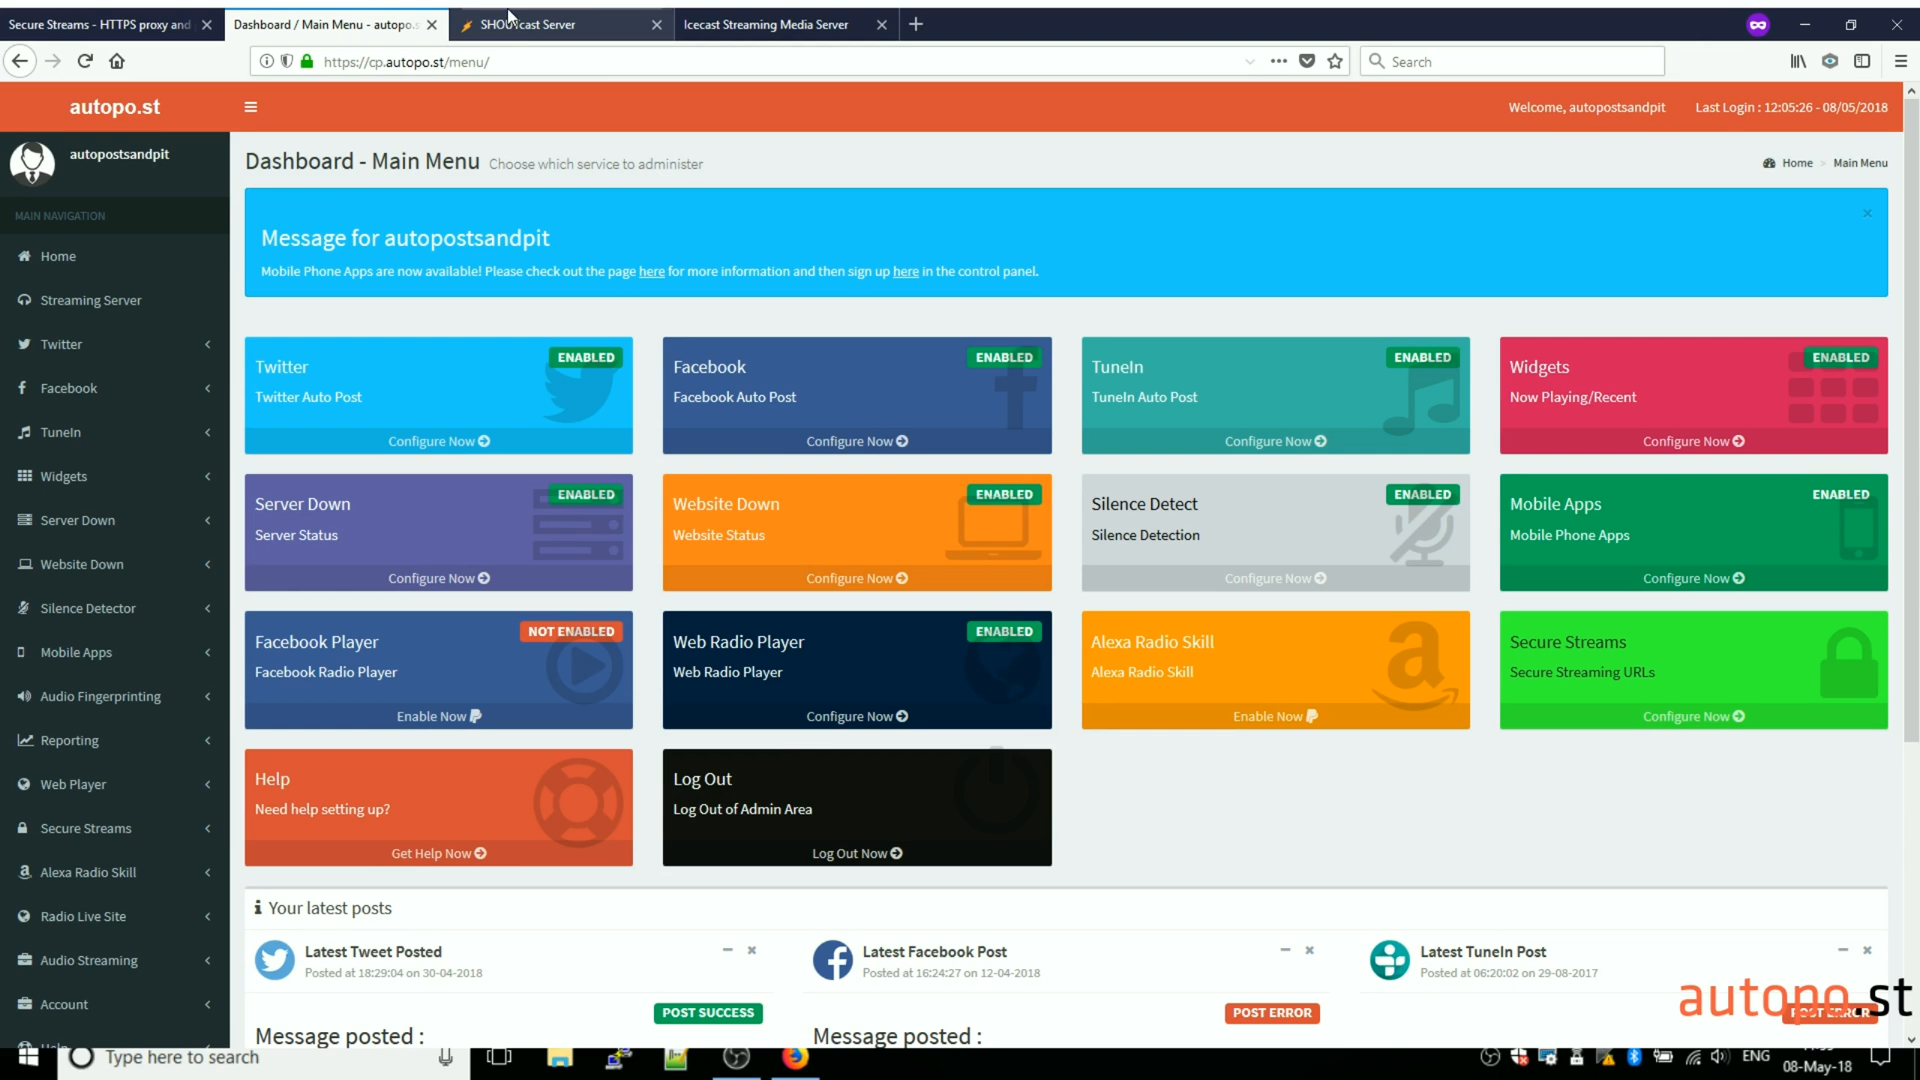 Secure Streams - HTTPS proxy and
Dashboard / Main Menu - autopo.s
SHOUTcast Server
Icecast Streaming Media Server
https://cp.autopo.st/menu/
Search
autopo.st
Welcome, autopostsandpit
Last Login : 12:05:26 - 08/05/2018
autopostsandpit
Dashboard - Main Menu Choose which service to administer
Home > Main Menu
MAIN NAVIGATION
Home
Streaming Server
Twitter
Facebook
TuneIn
Widgets
Server Down
Website Down
Silence Detector
Mobile Apps
Audio Fingerprinting
Reporting
Web Player
Secure Streams
Alexa Radio Skill
Radio Live Site
Audio Streaming
Account
Message for autopostsandpit
Mobile Phone Apps are now available! Please check out the page here for more information and then sign up here in the control panel.
Twitter
ENABLED
Twitter Auto Post
Configure Now
Facebook
ENABLED
Facebook Auto Post
Configure Now
TuneIn
ENABLED
TuneIn Auto Post
Configure Now
Widgets
ENABLED
Now Playing/Recent
Configure Now
Server Down
ENABLED
Server Status
Configure Now
Website Down
ENABLED
Website Status
Configure Now
Silence Detect
ENABLED
Silence Detection
Configure Now
Mobile Apps
ENABLED
Mobile Phone Apps
Configure Now
Facebook Player
NOT ENABLED
Facebook Radio Player
Enable Now
Web Radio Player
ENABLED
Web Radio Player
Configure Now
Alexa Radio Skill
Alexa Radio Skill
Enable Now
Secure Streams
Secure Streaming URLs
Configure Now
Help
Need help setting up?
Get Help Now
Log Out
Log Out of Admin Area
Log Out Now
Your latest posts
Latest Tweet Posted
Posted at 18:29:04 on 30-04-2018
POST SUCCESS
Message posted :
Latest Facebook Post
Posted at 16:24:27 on 12-04-2018
POST ERROR
Message posted :
Latest TuneIn Post
Posted at 06:20:02 on 29-08-2017
POST ERROR
autopo.st
Type here to search
ENG
08-May-18